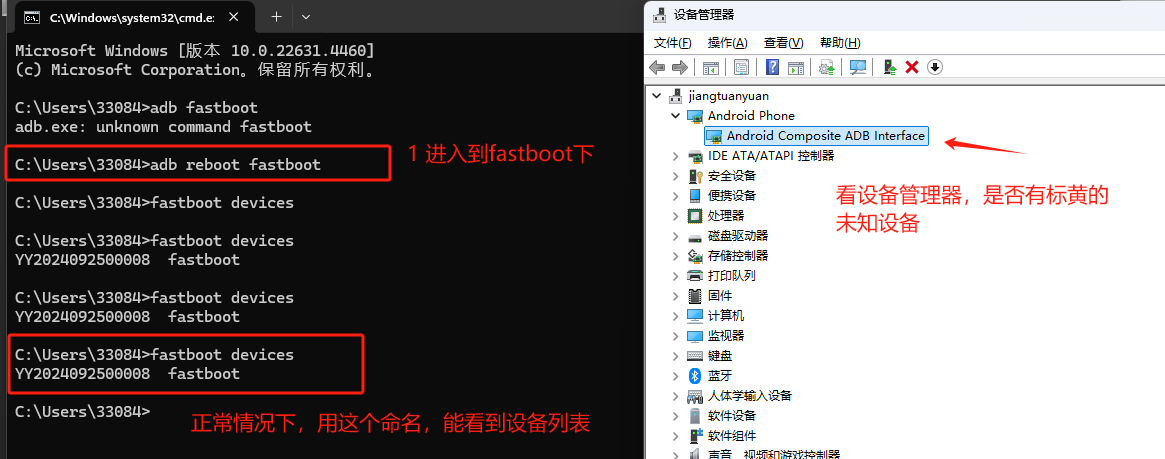 C:\Windows\system32\cmd.e
Microsoft Windows [版本 10.0.22631.4460]
(c) Microsoft Corporation。保留所有权利。
C:\Users\33084>adb fastboot
adb.exe: unknown command fastboot
C:\Users\33084>adb reboot fastboot
1 进入到fastboot下
C:\Users\33084>fastboot devices
C:\Users\33084>fastboot devices
YY2024092500008 fastboot
C:\Users\33084>fastboot devices
YY2024092500008 fastboot
C:\Users\33084>fastboot devices
YY2024092500008 fastboot
C:\Users\33084>
正常情况下，用这个命名，能看到设备列表
设备管理器
文件(F) 操作(A) 查看(V) 帮助(H)
jiangtuanyuan
Android Phone
Android Composite ADB Interface
IDE ATA/ATAPI 控制器
安全设备
便携设备
处理器
磁盘驱动器
存储控制器
打印队列
固件
计算机
监视器
键盘
蓝牙
人体学输入设备
软件设备
软件组件
声音、视频和游戏控制器
看设备管理器，是否有标黄的
未知设备